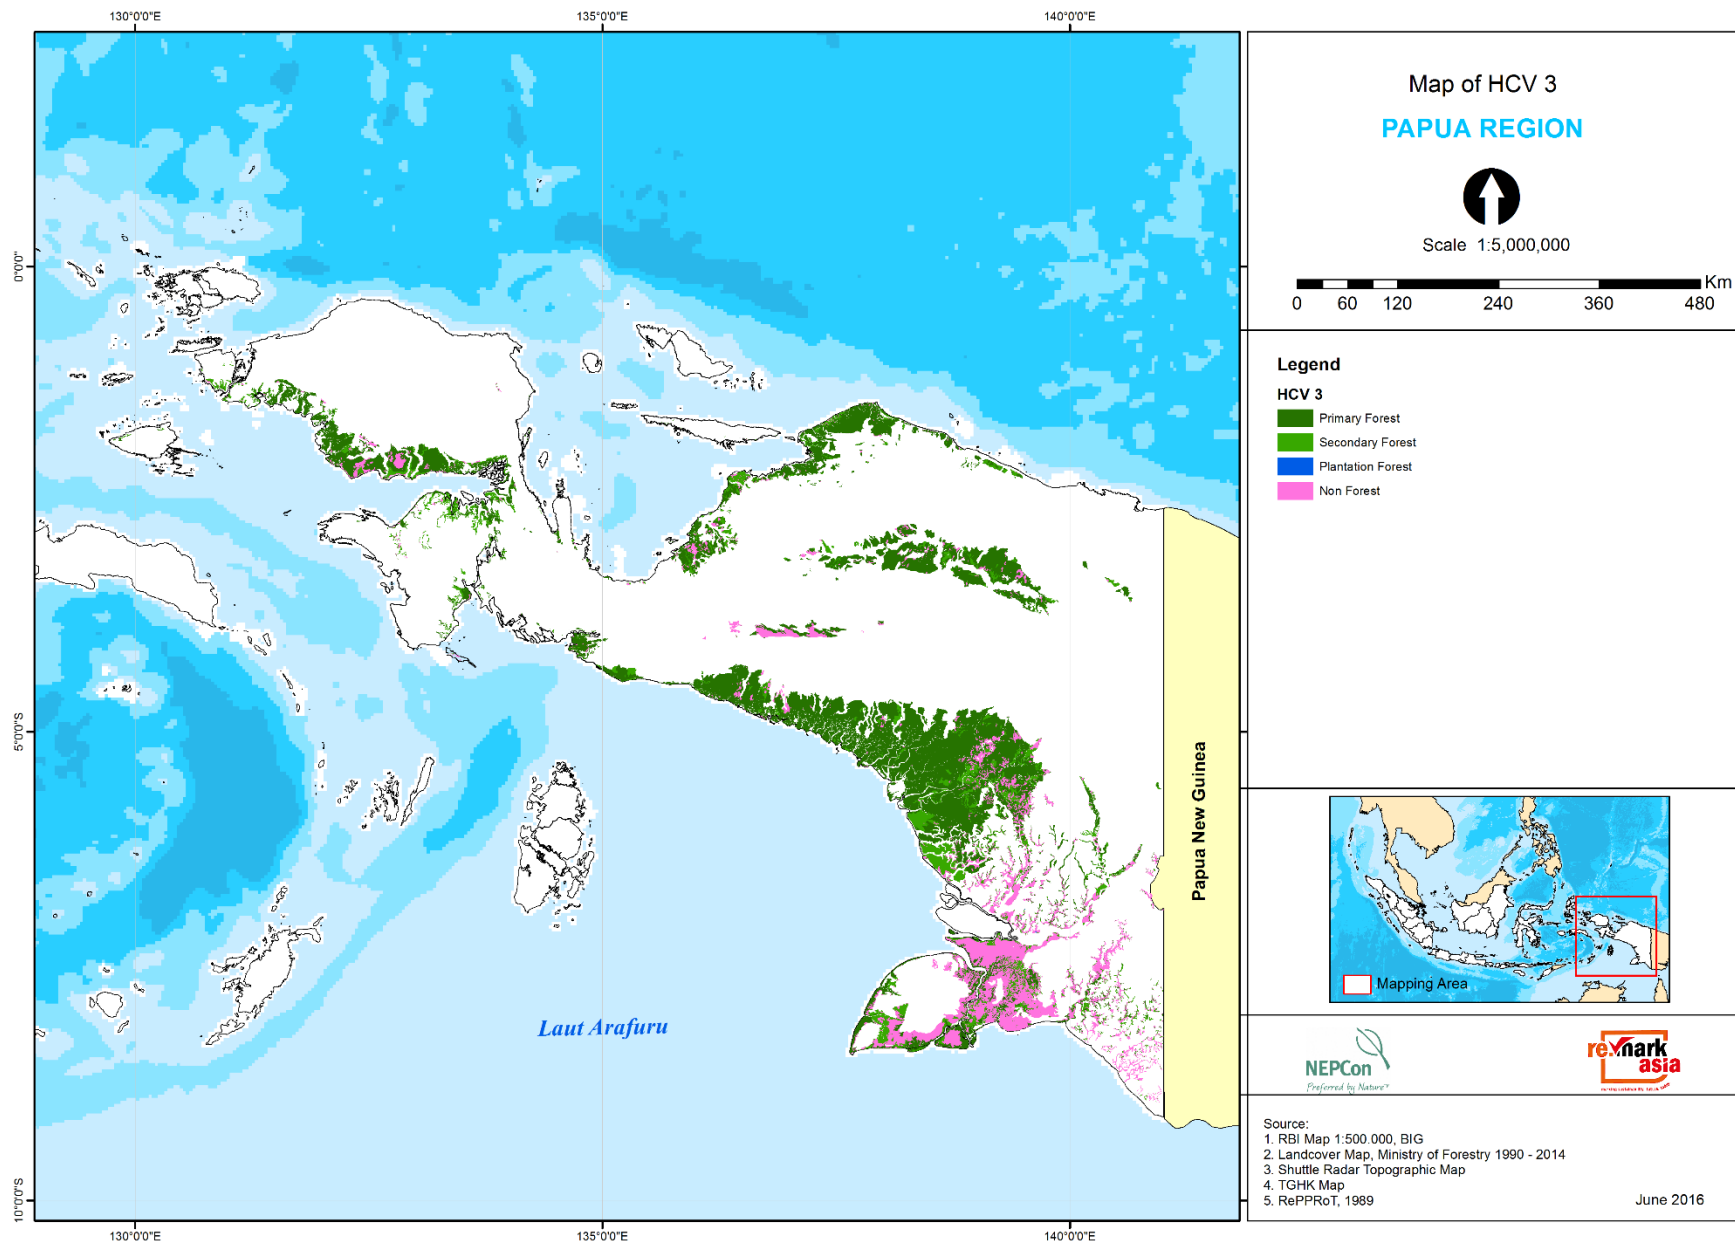 130°0'0"E
135°0'0"E
140°0'0"E
0°0'0"
5°0'0"S
10°0'0"S
Papua New Guinea
Laut Arafuru
130°0'0"E
135°0'0"E
140°0'0"E
Map of HCV 3
PAPUA REGION
Scale 1:5,000,000
Km
0 30 60 120 240 360 480
Legend
HCV 3
Primary Forest
Secondary Forest
Plantation Forest
Non Forest
Mapping Area
NEPCon
Preferred by Nature™
re.mark
asia
Source:
1. RBI Map 1:500.000, BIG
2. Landcover Map, Ministry of Forestry 1990 - 2014
3. Shuttle Radar Topographic Map
4. TGHK Map
5. RePPRoT, 1989
June 2016